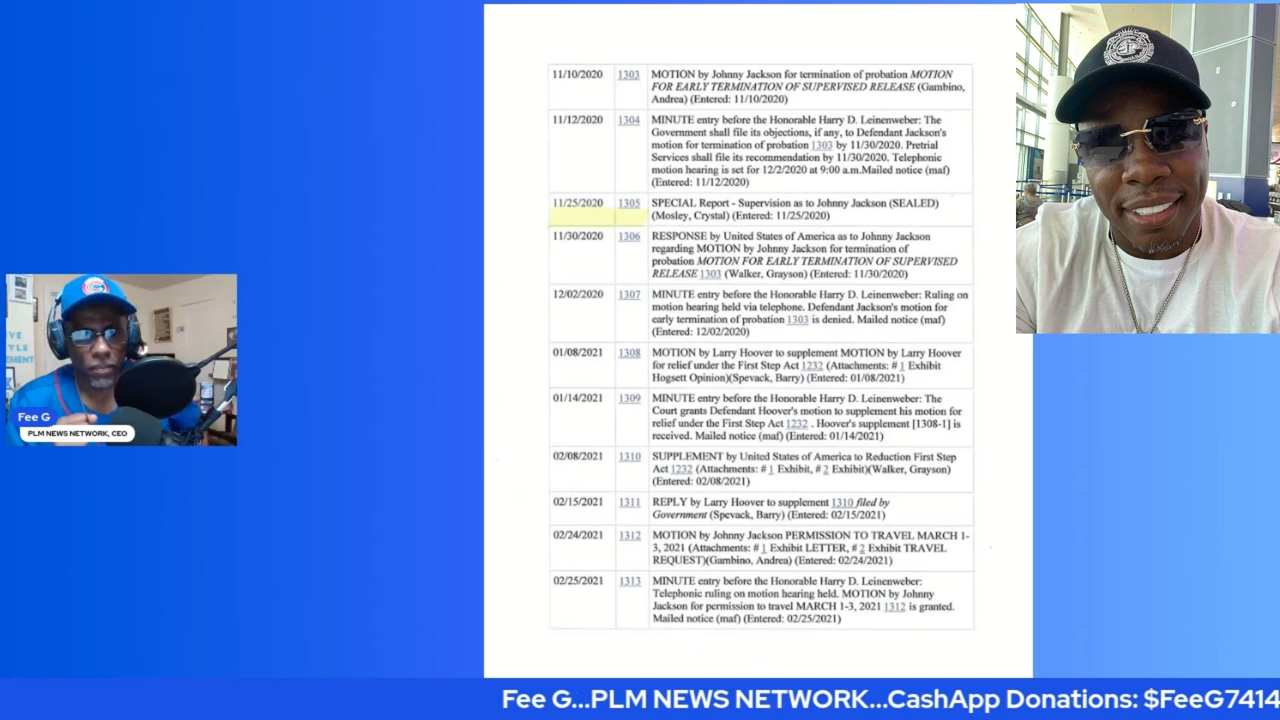 11/10/2020 1303 MOTION by Johnny Jackson for termination of probation MOTION
FOR EARLY TERMINATION OF SUPERVISED RELEASE (Gambino,
Andrea) (Entered: 11/10/2020)
11/12/2020 1304 MINUTE entry before the Honorable Harry D. Leinenweber: The
Government shall file its objections, if any, to Defendant Jackson's
motion for termination of probation 1303 by 11/30/2020. Pretrial
Services shall file its recommendation by 11/30/2020. Telephonic
motion hearing is set for 12/2/2020 at 9:00 a.m.Mailed notice (maf)
(Entered: 11/12/2020)
11/25/2020 1305 SPECIAL Report - Supervision as to Johnny Jackson (SEALED)
(Mosley, Crystal) (Entered: 11/25/2020)
11/30/2020 1306 RESPONSE by United States of America as to Johnny Jackson
regarding MOTION by Johnny Jackson for termination of
probation MOTION FOR EARLY TERMINATION OF SUPERVISED
RELEASE 1303 (Walker, Grayson) (Entered: 11/30/2020)
12/02/2020 1307 MINUTE entry before the Honorable Harry D. Leinenweber: Ruling on
motion hearing held via telephone. Defendant Jackson's motion for
early termination of probation 1303 is denied. Mailed notice (maf)
(Entered: 12/02/2020)
01/08/2021 1308 MOTION by Larry Hoover to supplement MOTION by Larry Hoover
for relief under the First Step Act 1232 (Attachments: # 1 Exhibit
Hogsett Opinion)(Spevack, Barry) (Entered: 01/08/2021)
01/14/2021 1309 MINUTE entry before the Honorable Harry D. Leinenweber: The
Court grants Defendant Hoover's motion to supplement his motion for
relief under the First Step Act 1232 . Hoover's supplement [1308-1] is
received. Mailed notice (maf) (Entered: 01/14/2021)
02/08/2021 1310 SUPPLEMENT by United States of America to Reduction First Step
Act 1232 (Attachments: # 1 Exhibit, # 2 Exhibit)(Walker, Grayson)
(Entered: 02/08/2021)
02/15/2021 1311 REPLY by Larry Hoover to supplement 1310 filed by
Government (Spevack, Barry) (Entered: 02/15/2021)
02/24/2021 1312 MOTION by Johnny Jackson PERMISSION TO TRAVEL MARCH 1-
3, 2021 (Attachments: # 1 Exhibit LETTER, # 2 Exhibit TRAVEL
REQUEST)(Gambino, Andrea) (Entered: 02/24/2021)
02/25/2021 1313 MINUTE entry before the Honorable Harry D. Leinenweber:
Telephonic ruling on motion hearing held. MOTION by Johnny
Jackson for permission to travel MARCH 1-3, 2021 1312 is granted.
Mailed notice (maf) (Entered: 02/25/2021)
Fee G
PLM NEWS NETWORK, CEO
Fee G...PLM NEWS NETWORK...CashApp Donations: $FeeG7414